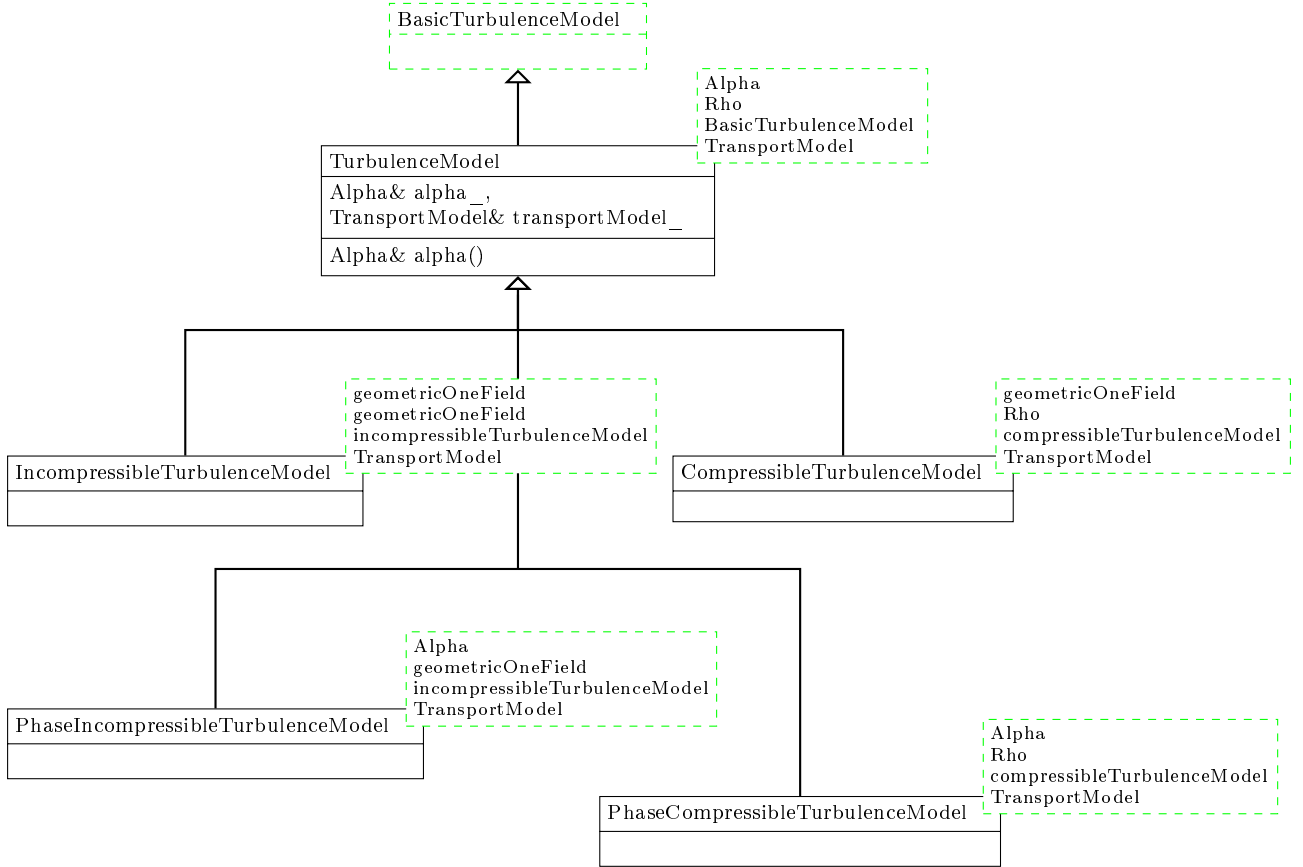 BasicTurbulenceModel
Alpha
Rho
BasicTurbulenceModel
TransportModel
TurbulenceModel
Alpha& alpha_,
TransportModel& transportModel_
Alpha& alpha()
geometricOneField
geometricOneField
incompressibleTurbulenceModel
TransportModel
IncompressibleTurbulenceModel
geometricOneField
Rho
compressibleTurbulenceModel
TransportModel
CompressibleTurbulenceModel
Alpha
geometricOneField
incompressibleTurbulenceModel
TransportModel
PhaseIncompressibleTurbulenceModel
Alpha
Rho
compressibleTurbulenceModel
TransportModel
PhaseCompressibleTurbulenceModel